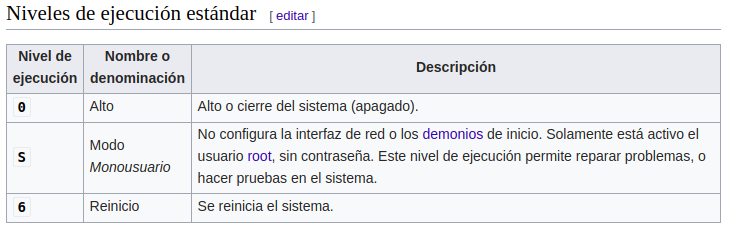 Niveles de ejecución estándar [ editar ]
Nivel de ejecución Nombre o denominación Descripción
0 Alto Alto o cierre del sistema (apagado).
S Modo Monousuario No configura la interfaz de red o los demonios de inicio. Solamente está activo el
usuario root, sin contraseña. Este nivel de ejecución permite reparar problemas, o
hacer pruebas en el sistema.
6 Reinicio Se reinicia el sistema.